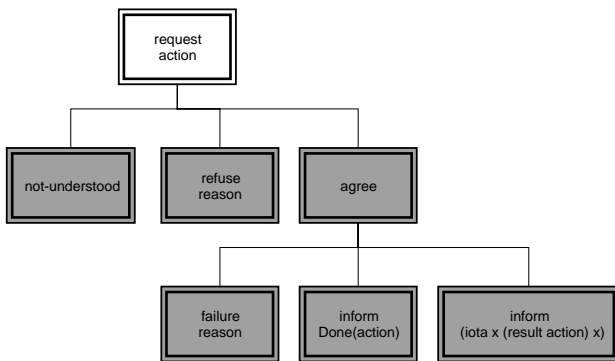 request
action
not-understood
refuse
reason
agree
failure
reason
inform
Done(action)
inform
(iota x (result action) x)